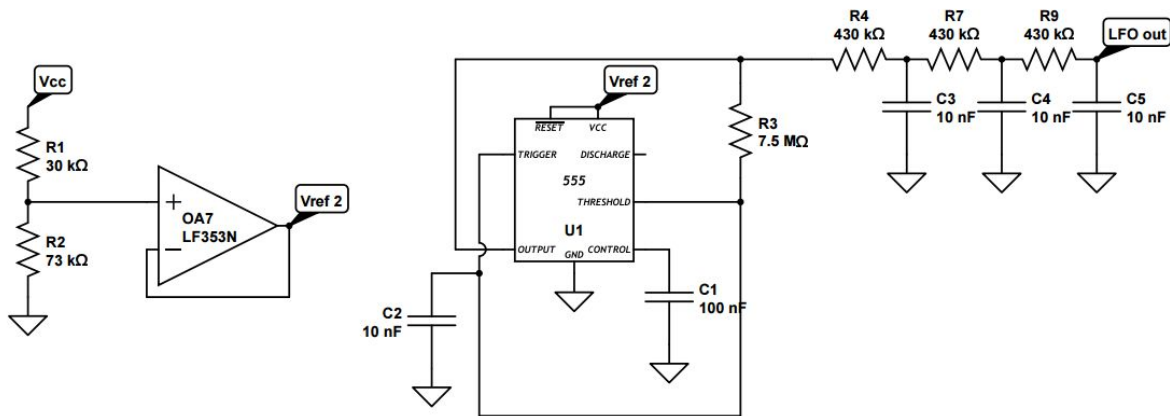 Vcc
R1
30 kΩ
R2
73 kΩ
+
−
OA7
LF353N
Vref 2
Vref 2
RESET
VCC
TRIGGER
DISCHARGE
555
THRESHOLD
U1
OUTPUT
GND
CONTROL
C2
10 nF
C1
100 nF
R3
7.5 MΩ
R4
430 kΩ
R7
430 kΩ
R9
430 kΩ
LFO out
C3
10 nF
C4
10 nF
C5
10 nF